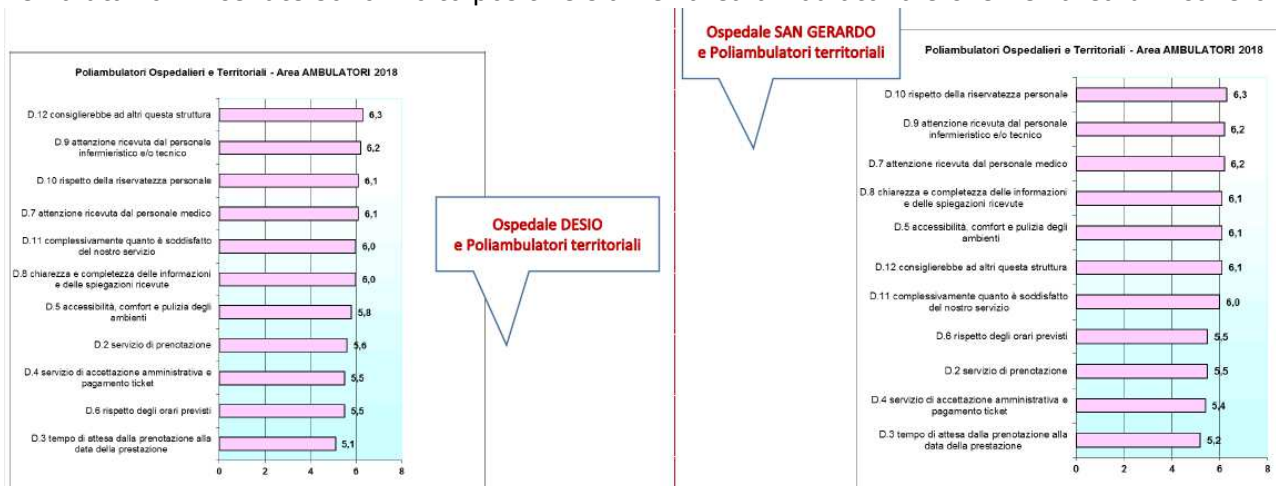 Ospedale SAN GERARDO
e Poliambulatori territoriali
Poliambulatori Ospedalieri e Territoriali - Area AMBULATORI 2018
D.12 consiglierebbe ad altri questa struttura
6,3
D.9 attenzione ricevuta dal personale
infermieristico e/o tecnico
6,2
D.10 rispetto della riservatezza personale
6,1
D.7 attenzione ricevuta dal personale medico
6,1
D.11 complessivamente quanto è soddisfatto
del nostro servizio
6,0
D.8 chiarezza e completezza delle informazioni
e delle spiegazioni ricevute
6,0
D.5 accessibilità, comfort e pulizia degli
ambienti
5,8
D.2 servizio di prenotazione
5,6
D.4 servizio di accettazione amministrativa e
pagamento ticket
5,5
D.6 rispetto degli orari previsti
5,5
D.3 tempo di attesa dalla prenotazione alla
data della prestazione
5,1
0 2 4 6 8
Ospedale DESIO
e Poliambulatori territoriali
Poliambulatori Ospedalieri e Territoriali - Area AMBULATORI 2018
D.10 rispetto della riservatezza personale
6,3
D.9 attenzione ricevuta dal personale
infermieristico e/o tecnico
6,2
D.7 attenzione ricevuta dal personale medico
6,2
D.8 chiarezza e completezza delle informazioni
e delle spiegazioni ricevute
6,1
D.5 accessibilità, comfort e pulizia degli
ambienti
6,1
D.12 consiglierebbe ad altri questa struttura
6,1
D.11 complessivamente quanto è soddisfatto
del nostro servizio
6,0
D.6 rispetto degli orari previsti
5,5
D.2 servizio di prenotazione
5,5
D.4 servizio di accettazione amministrativa e
pagamento ticket
5,4
D.3 tempo di attesa dalla prenotazione alla
data della prestazione
5,2
0 2 4 6 8